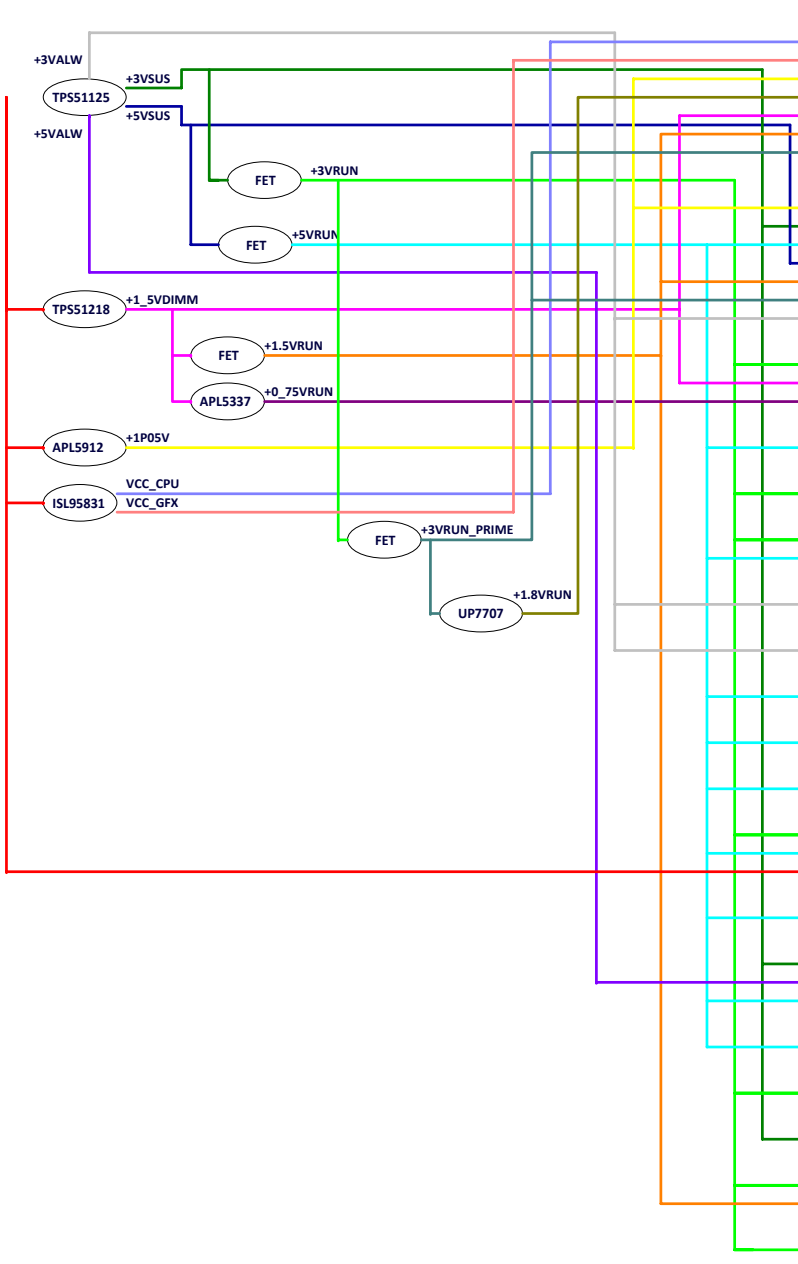 +3VALW
+3VSUS
TPS51125
+5VSUS
+5VALW
FET
+3VRUN
FET
+5VRUN
+1_5VDIMM
TPS51218
FET
+1.5VRUN
APL5337
+0_75VRUN
APL5912
+1P05V
VCC_CPU
ISL95831
VCC_GFX
FET
+3VRUN_PRIME
+1.8VRUN
UP7707